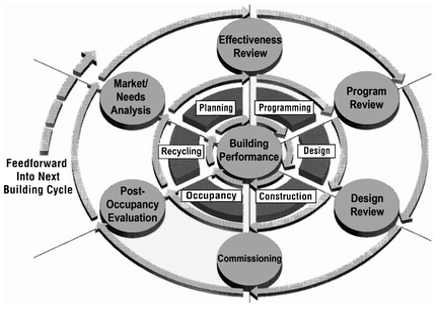 Effectiveness
Review
Market/
Needs
Analysis
Planning
Programming
Program
Review
Recycling
Building
Performance
Design
Feedforward
Into Next
Building Cycle
Post-
Occupancy
Evaluation
Occupancy
Construction
Design
Review
Commissioning